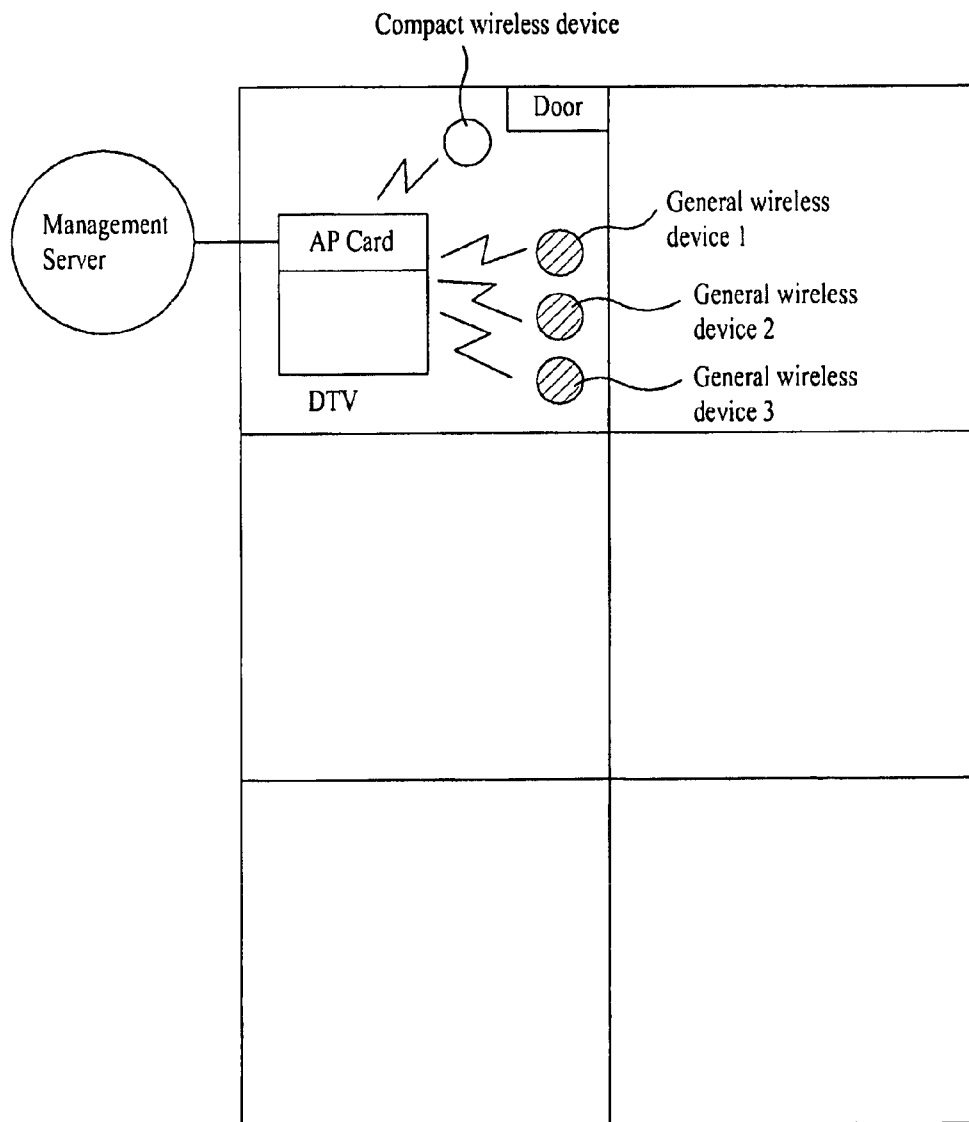 Compact wireless device
Door
Management
Server
AP Card
General wireless
device 1
General wireless
device 2
General wireless
device 3
DTV